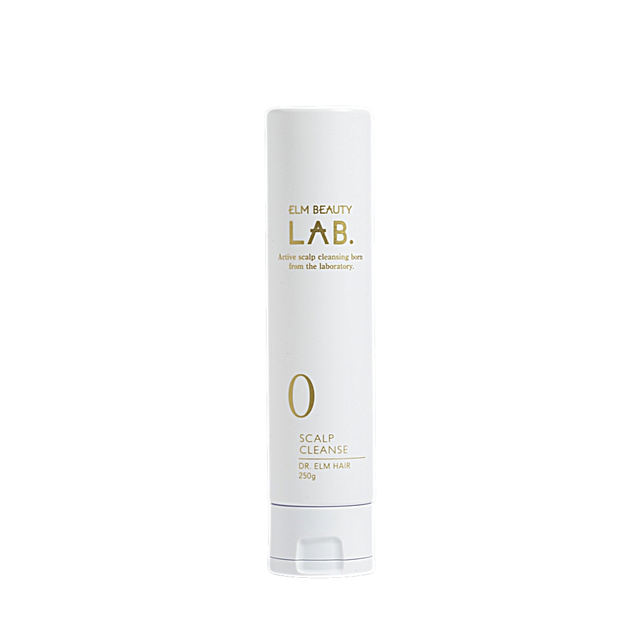 ELM BEAUTY
LAB.
Active scalp cleansing born
from the laboratory.
0
SCALP
CLEANSE
DR. ELM HAIR
250g